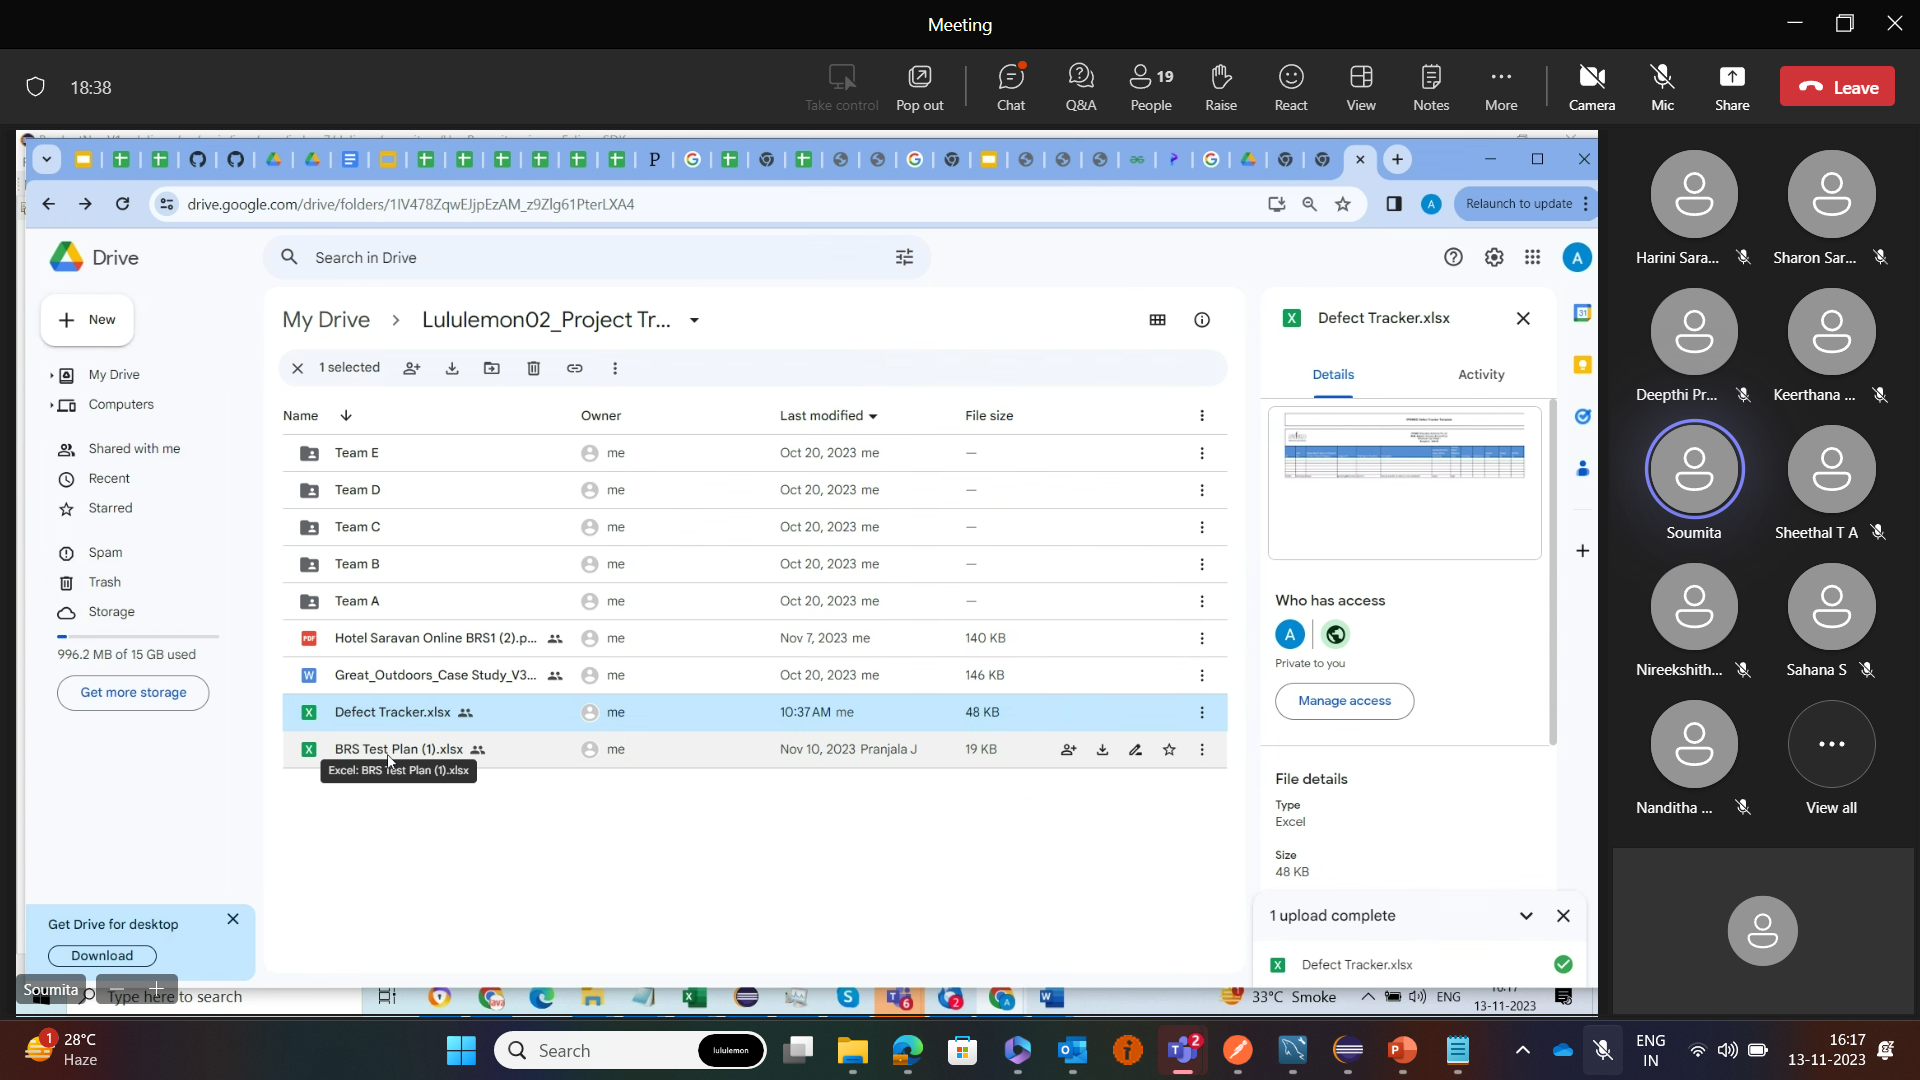 Meeting
18:38
Take control
Pop out
Chat
Q&A
19
People
Raise
React
View
Notes
More
Camera
Mic
Share
Leave
drive.google.com/drive/folders/1IV478ZqwEJjpEzAM_z9Zlg61PterLXA4
A
Relaunch to update
Drive
Search in Drive
A
New
My Drive
Computers
Shared with me
Recent
Starred
Spam
Trash
Storage
996.2 MB of 15 GB used
Get more storage
Get Drive for desktop
Download
My Drive > Lululemon02_Project Tr...
1 selected
Name Owner Last modified File size
Team E me Oct 20, 2023 me —
Team D me Oct 20, 2023 me —
Team C me Oct 20, 2023 me —
Team B me Oct 20, 2023 me —
Team A me Oct 20, 2023 me —
PDF Hotel Saravan Online BRS1 (2).p... me Nov 7, 2023 me 140 KB
W Great_Outdoors_Case Study_V3... me Oct 20, 2023 me 146 KB
X Defect Tracker.xlsx me 10:37 AM me 48 KB
X BRS Test Plan (1).xlsx me Nov 10, 2023 Pranjala J 19 KB
Excel: BRS Test Plan (1).xlsx
X Defect Tracker.xlsx
Details
Activity
Who has access
A
Private to you
Manage access
File details
Type
Excel
Size
48 KB
1 upload complete
X Defect Tracker.xlsx
31
Harini Sara...
Sharon Sar...
Deepthi Pr...
Keerthana ...
Soumita
Sheethal T A
Nireekshith...
Sahana S
Nanditha ...
View all
Soumita
Type here to search
33°C Smoke
ENG
13-11-2023
1
28°C
Haze
Search
lululemon
2
ENG
IN
16:17
13-11-2023